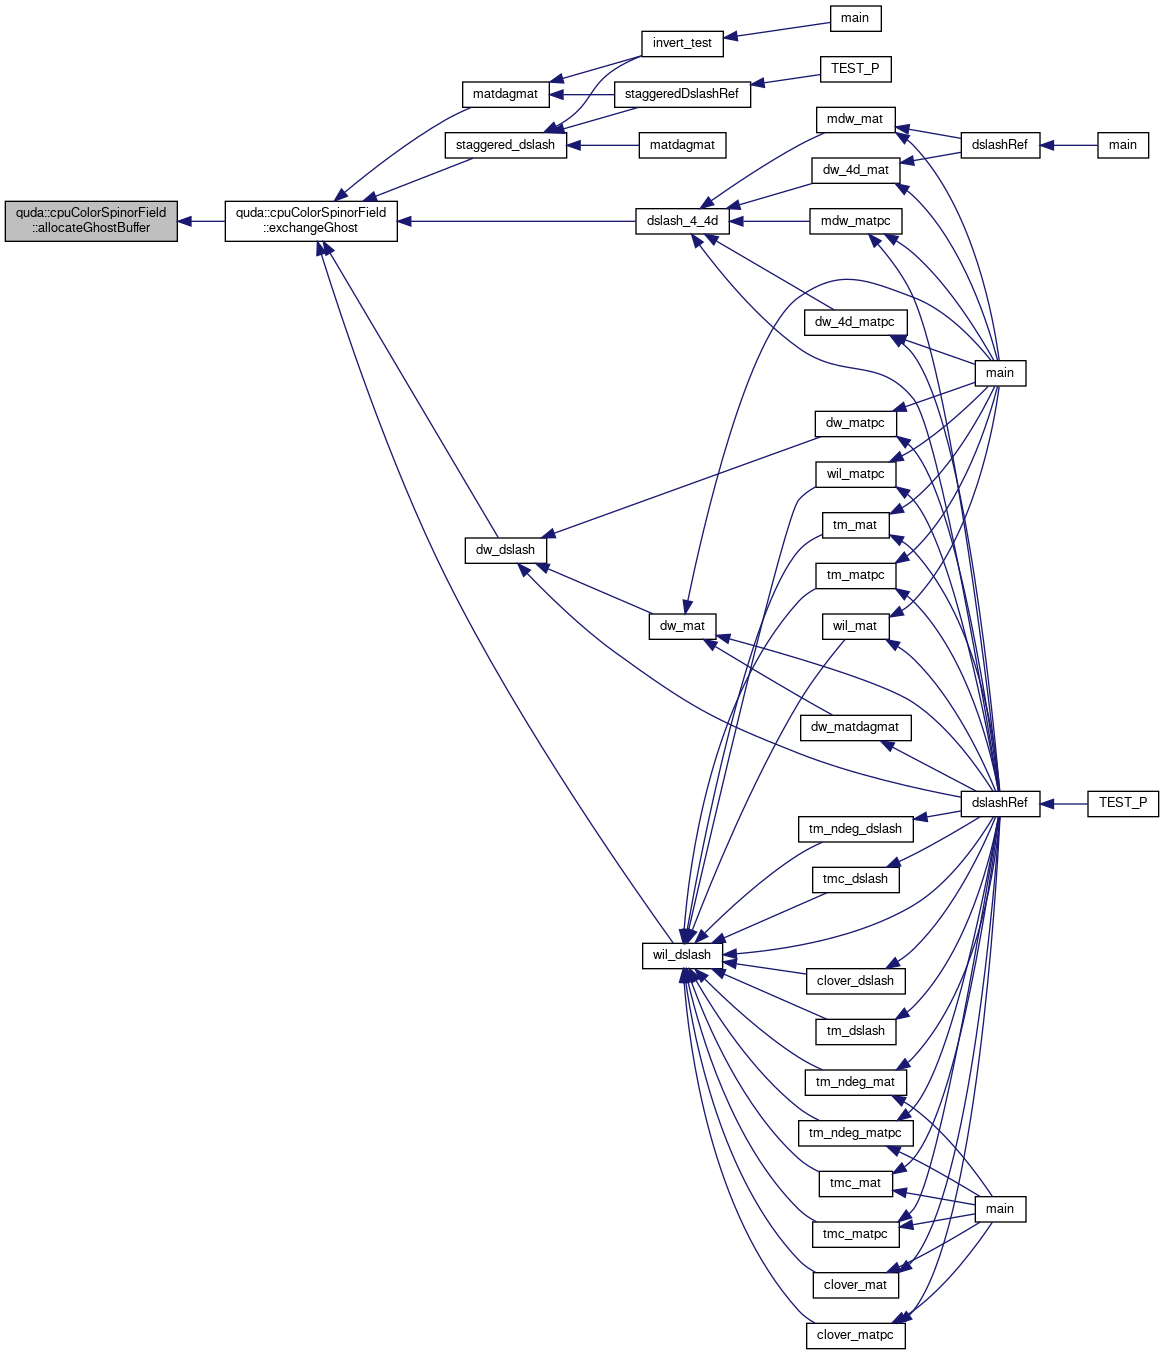 main
invert_test
TEST_P
matdagmat
staggeredDslashRef
mdw_mat
staggered_dslash
matdagmat
dslashRef
main
dw_4d_mat
quda::cpuColorSpinorField
::allocateGhostBuffer
quda::cpuColorSpinorField
::exchangeGhost
dslash_4_4d
mdw_matpc
dw_4d_matpc
main
dw_matpc
wil_matpc
tm_mat
dw_dslash
tm_matpc
dw_mat
wil_mat
dw_matdagmat
dslashRef
TEST_P
tm_ndeg_dslash
tmc_dslash
wil_dslash
clover_dslash
tm_dslash
tm_ndeg_mat
tm_ndeg_matpc
tmc_mat
main
tmc_matpc
clover_mat
clover_matpc